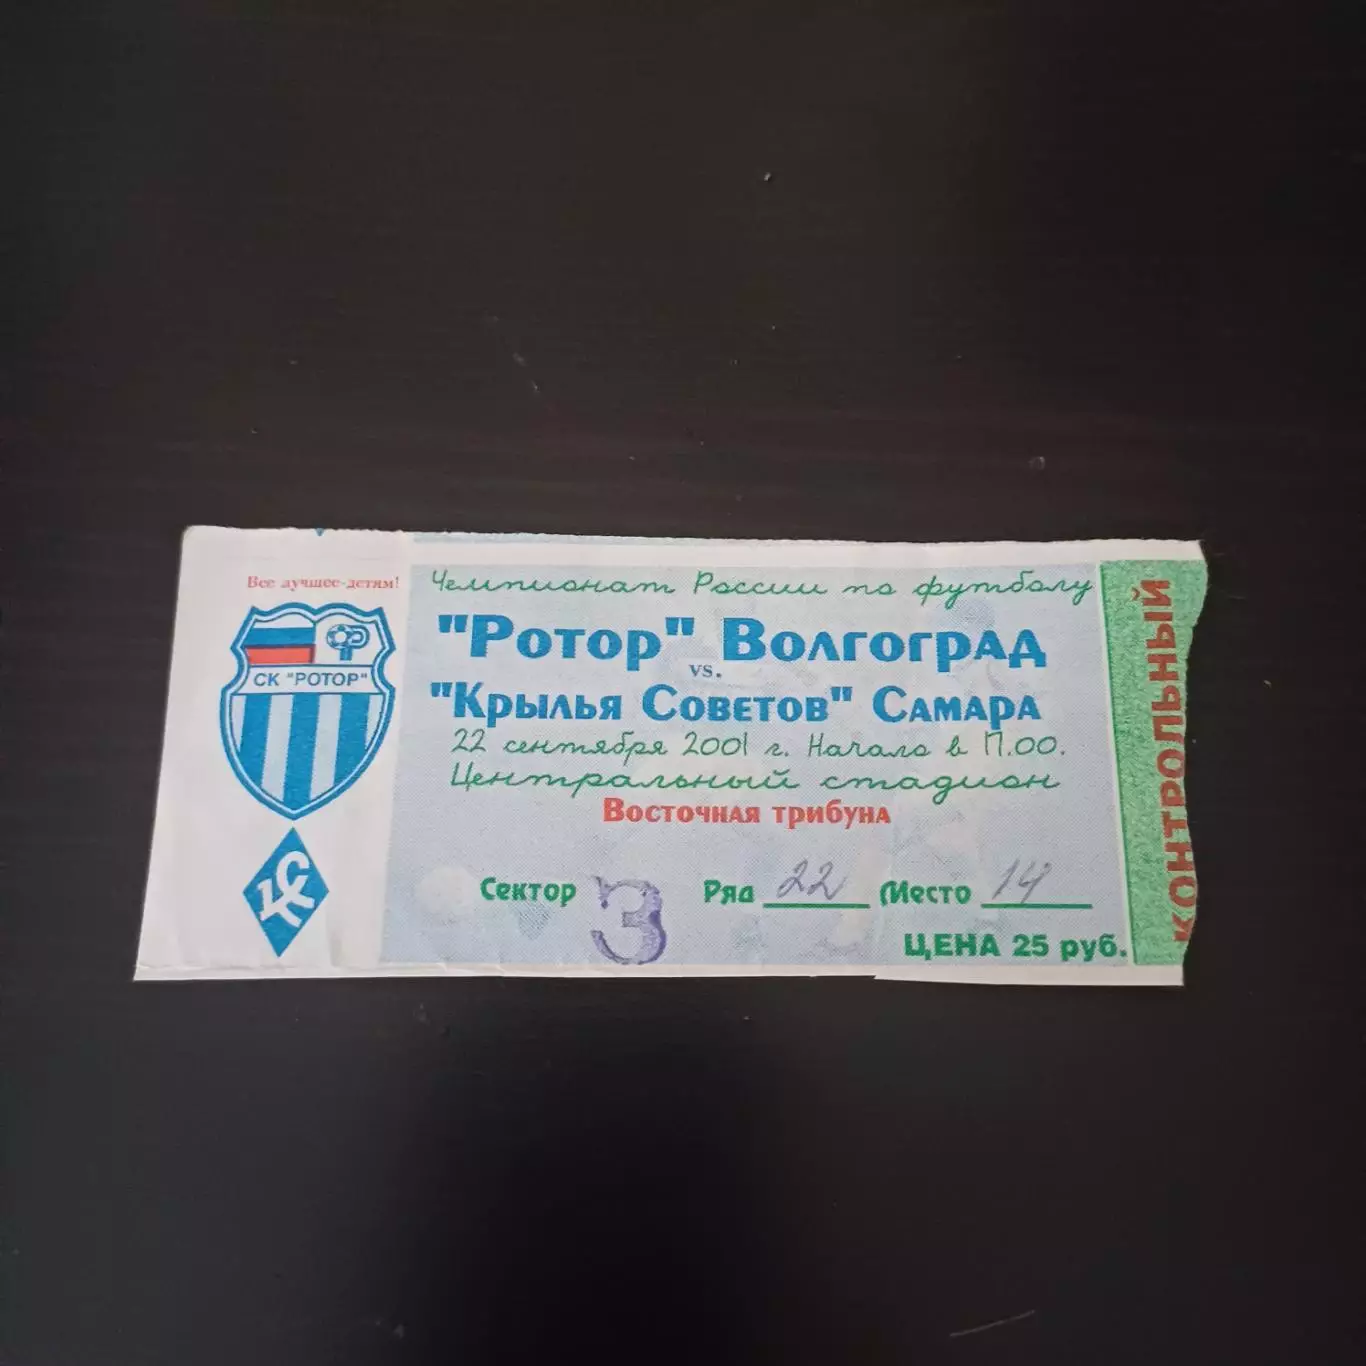 Все лучшее-детям!
СК "РОТОР"
КС
Чемпионат России по футболу
"Ротор" Волгоград
vs.
"Крылья Советов" Самара
22 сентября 2001 г. Начало в 17.00.
Центральный стадион
Восточная трибуна
Сектор 3 Ряд 22 Место 14
ЦЕНА 25 руб.
КОНТРОЛЬНЫЙ